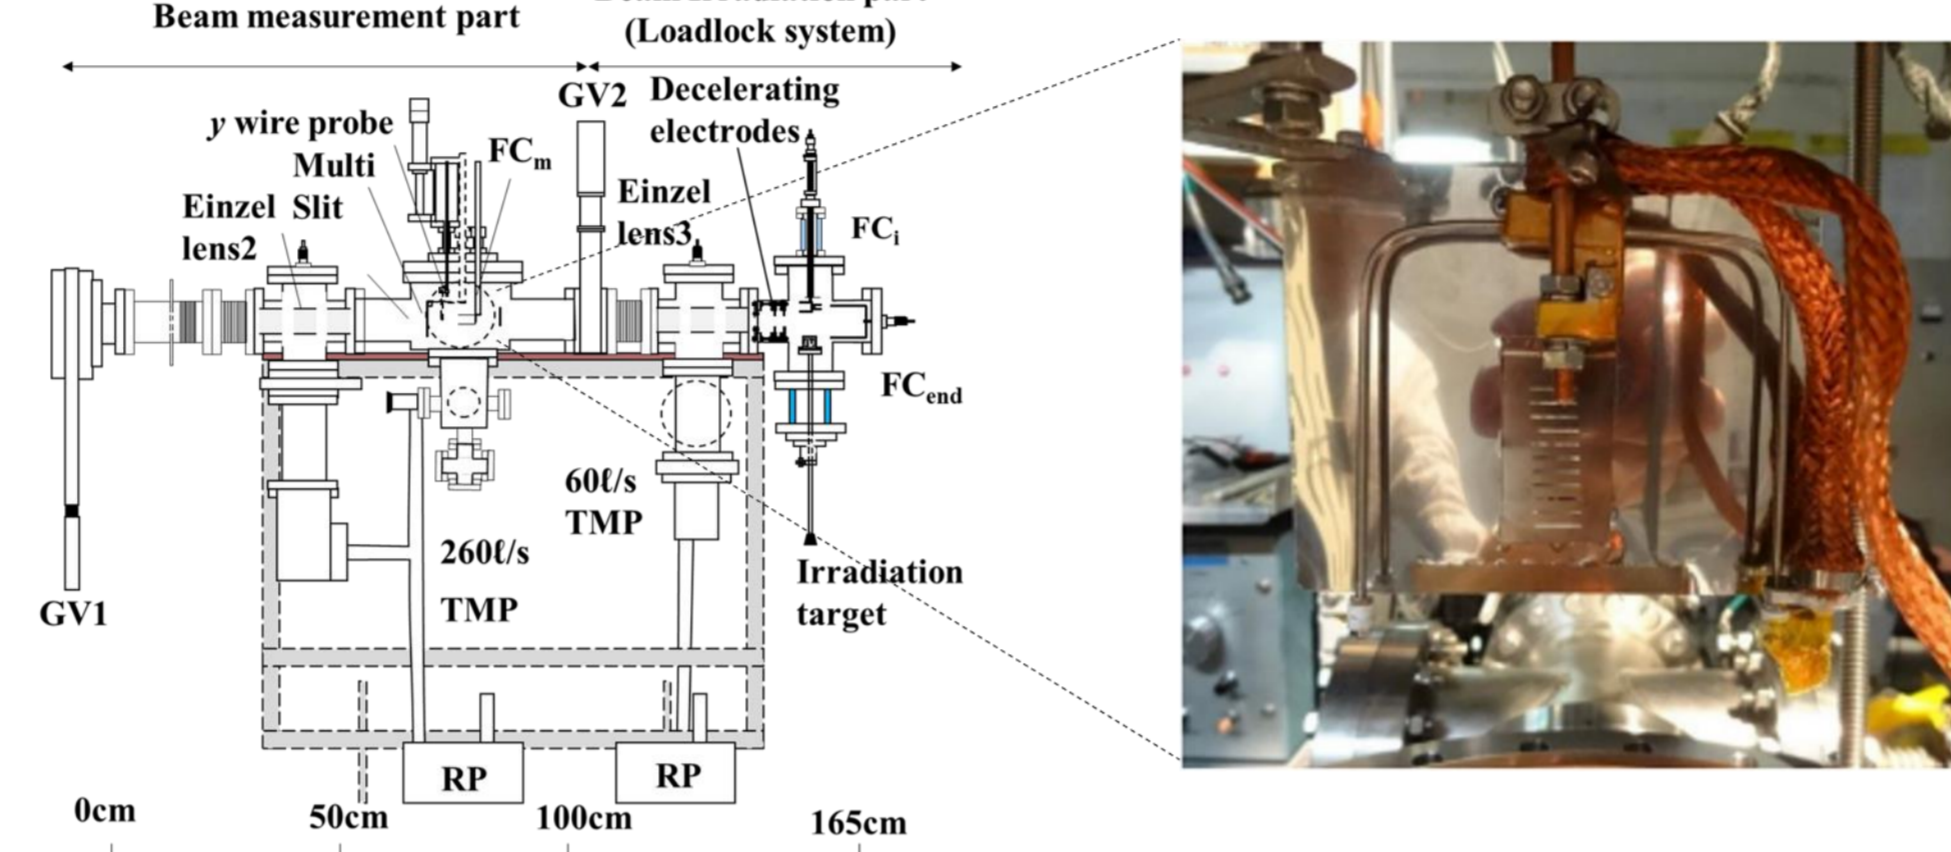 Beam measurement part
(Loadlock system)
GV2
Decelerating
electrodes
y wire probe
Multi
FCm
Einzel Slit
lens2
Einzel
lens3
FCi
FCend
60ℓ/s
TMP
260ℓ/s
TMP
Irradiation
target
GV1
RP
RP
0cm
50cm
100cm
165cm